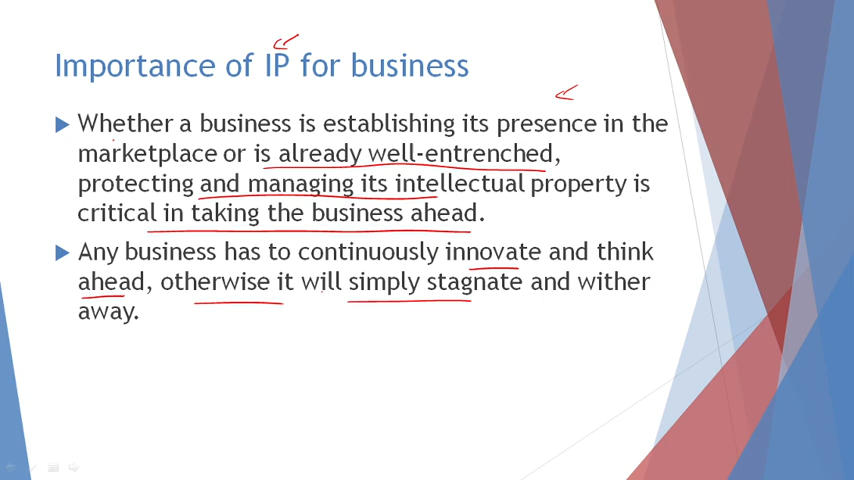 Importance of IP for business
Whether a business is establishing its presence in the
marketplace or is already well-entrenched,
protecting and managing its intellectual property is
critical in taking the business ahead.
Any business has to continuously innovate and think
ahead, otherwise it will simply stagnate and wither
away.